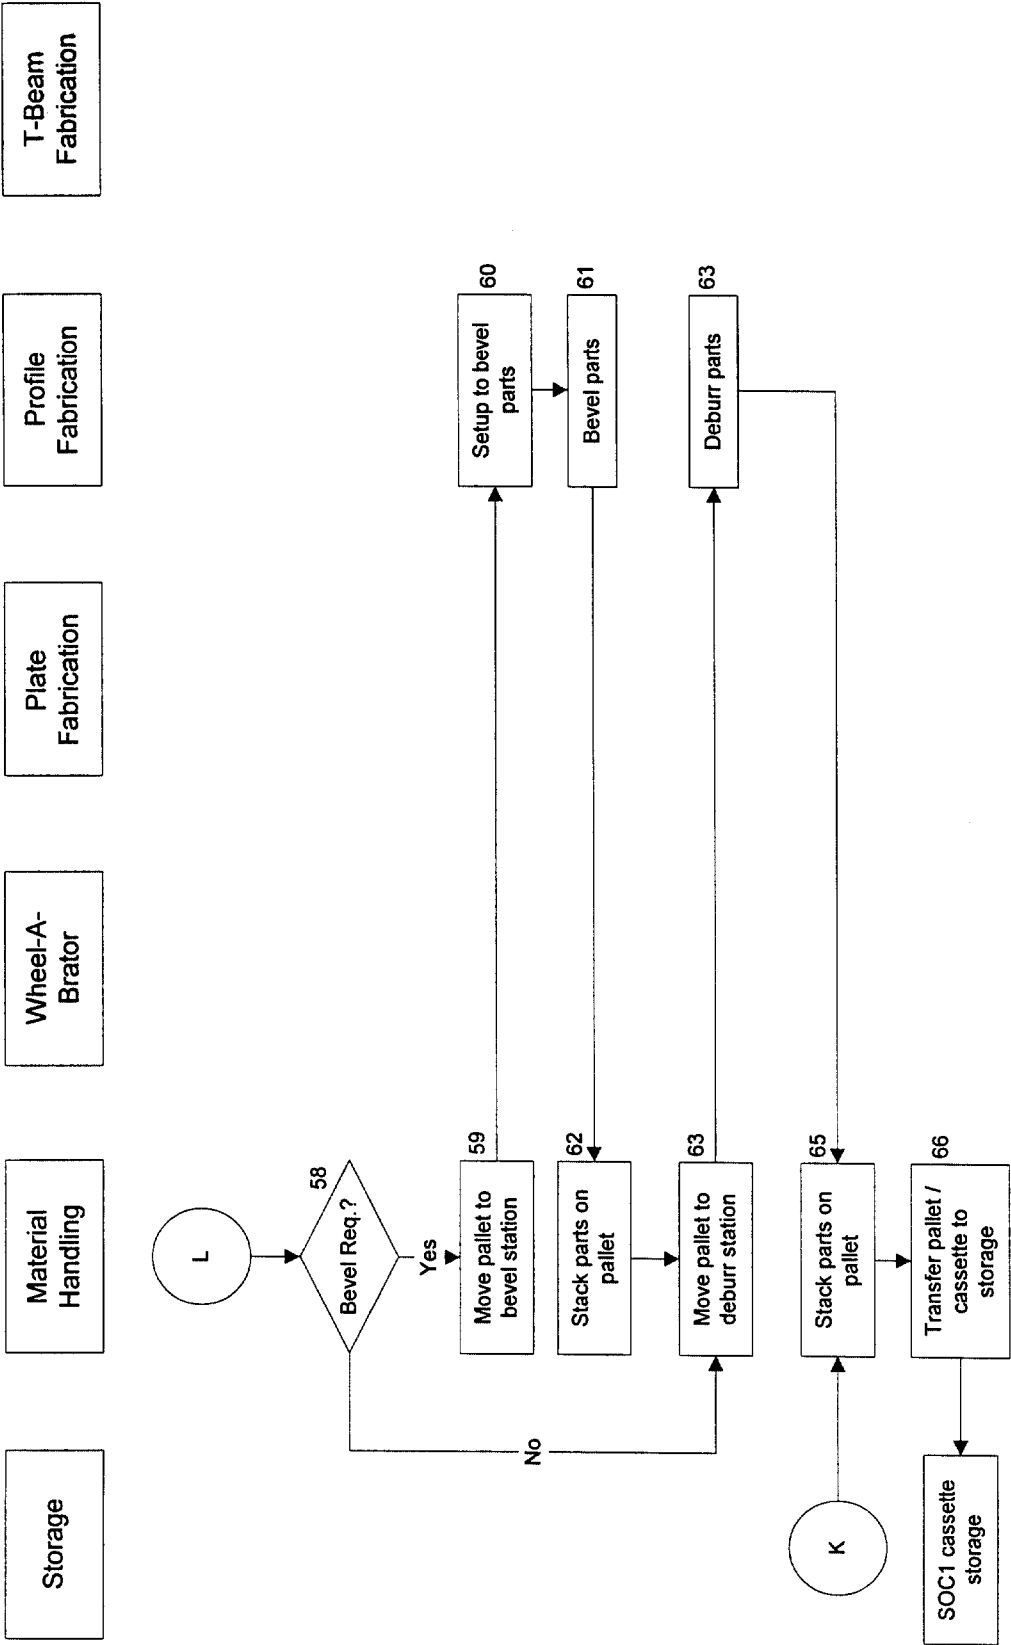 Storage
Material
Handling
Wheel-A-
Brator
Plate
Fabrication
Profile
Fabrication
T-Beam
Fabrication
L
58
Bevel Req.?
Yes
No
59
Move pallet to
bevel station
60
Setup to bevel
parts
61
Bevel parts
62
Stack parts on
pallet
63
Move pallet to
deburr station
63
Deburr parts
K
65
Stack parts on
pallet
66
Transfer pallet /
cassette to
storage
SOC1 cassette
storage